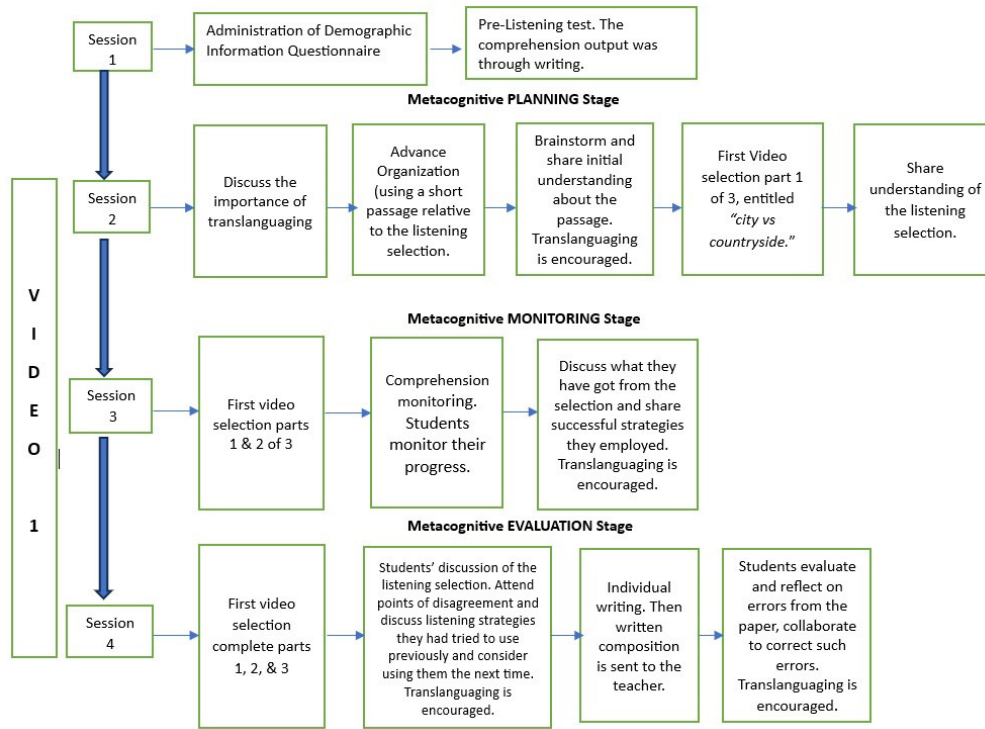 Session
1
Administration of Demographic
Information Questionnaire
Pre-Listening test. The
comprehension output was
through writing.
Metacognitive PLANNING Stage
VIDEO 1
Session
2
Discuss the
importance of
translanguaging
Advance
Organization
(using a short
passage relative
to the listening
selection.
Brainstorm and
share initial
understanding
about the
passage.
Translanguaging
is encouraged.
First Video
selection part 1
of 3, entitled
“city vs
countryside.”
Share
understanding of
the listening
selection.
Metacognitive MONITORING Stage
Session
3
First video
selection parts
1 & 2 of 3
Comprehension
monitoring.
Students
monitor their
progress.
Discuss what they
have got from the
selection and share
successful strategies
they employed.
Translanguaging is
encouraged.
Metacognitive EVALUATION Stage
Session
4
First video
selection
complete parts
1, 2, & 3
Students’ discussion of the
listening selection. Attend
points of disagreement and
discuss listening strategies
they had tried to use
previously and consider
using them the next time.
Translanguaging is
encouraged.
Individual
writing. Then
written
composition
is sent to the
teacher.
Students evaluate
and reflect on
errors from the
paper, collaborate
to correct such
errors.
Translanguaging is
encouraged.